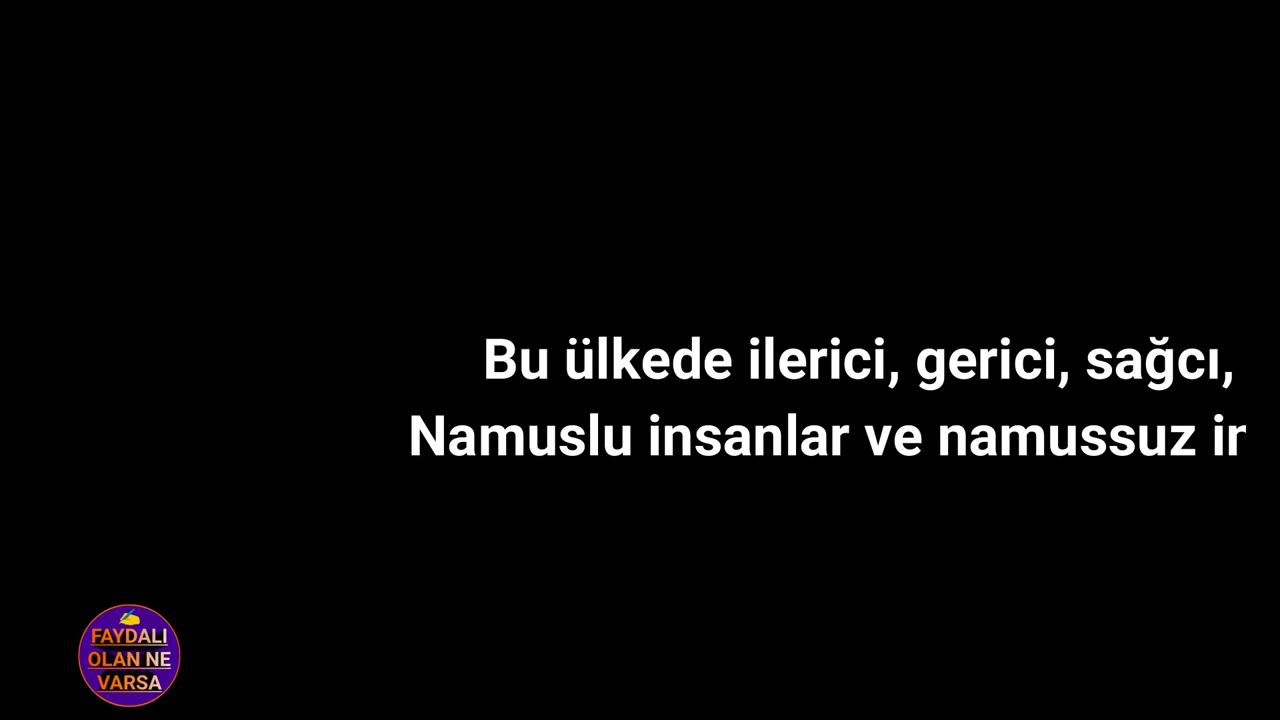 Bu ülkede ilerici, gerici, sağcı,
Namuslu insanlar ve namussuz
FAYDALI
OLAN NE
VARSA